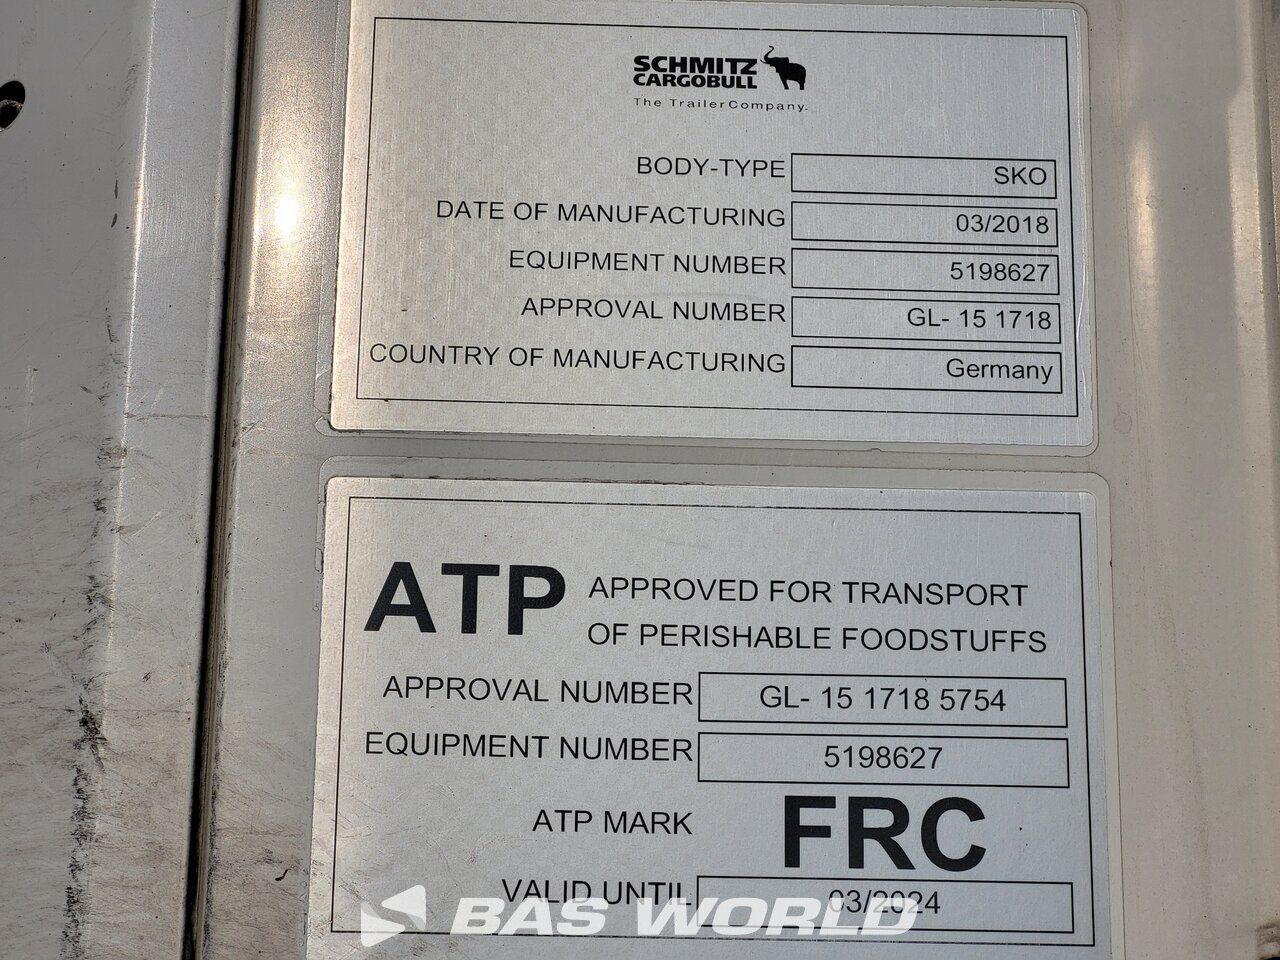 SCHMITZ
CARGOBULL
The Trailer Company.
BODY-TYPE SKO
DATE OF MANUFACTURING 03/2018
EQUIPMENT NUMBER 5198627
APPROVAL NUMBER GL- 15 1718
COUNTRY OF MANUFACTURING Germany
ATP APPROVED FOR TRANSPORT
OF PERISHABLE FOODSTUFFS
APPROVAL NUMBER GL- 15 1718 5754
EQUIPMENT NUMBER 5198627
ATP MARK FRC
VALID UNTIL 03/2024
BAS WORLD